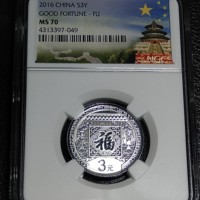 2016 CHINA S3Y
GOOD FORTUNE - FU
MS 70
4313397-049
NGC
福
3元